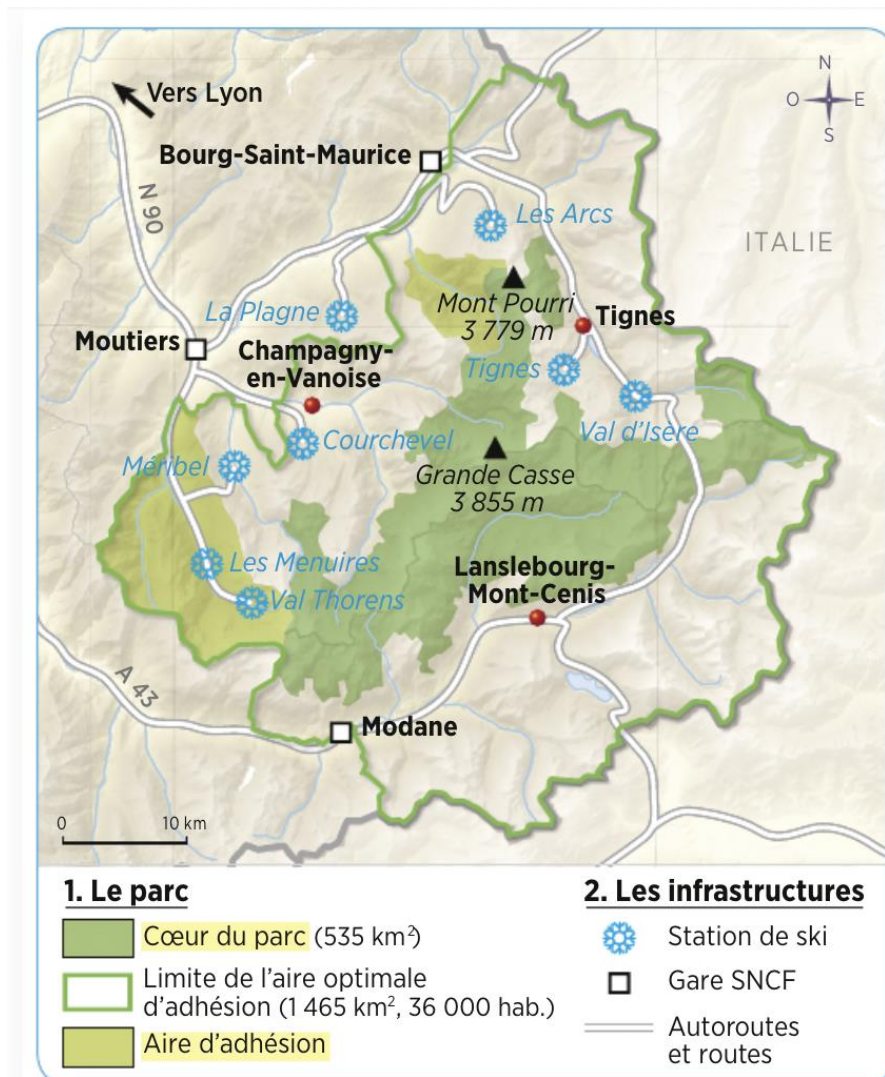 Vers Lyon
N
O
E
S
Bourg-Saint-Maurice
N 90
Les Arcs
ITALIE
La Plagne
Mont Pourri
3 779 m
Tignes
Moutiers
Champagny-
en-Vanoise
Tignes
Val d'Isère
Courchevel
Méribel
Grande Casse
3 855 m
Les Menuires
Val Thorens
Lanslebourg-
Mont-Cenis
A 43
Modane
0
10 km
1. Le parc
Cœur du parc (535 km²)
Limite de l'aire optimale
d'adhésion (1 465 km², 36 000 hab.)
Aire d'adhésion
2. Les infrastructures
Station de ski
Gare SNCF
Autoroutes
et routes